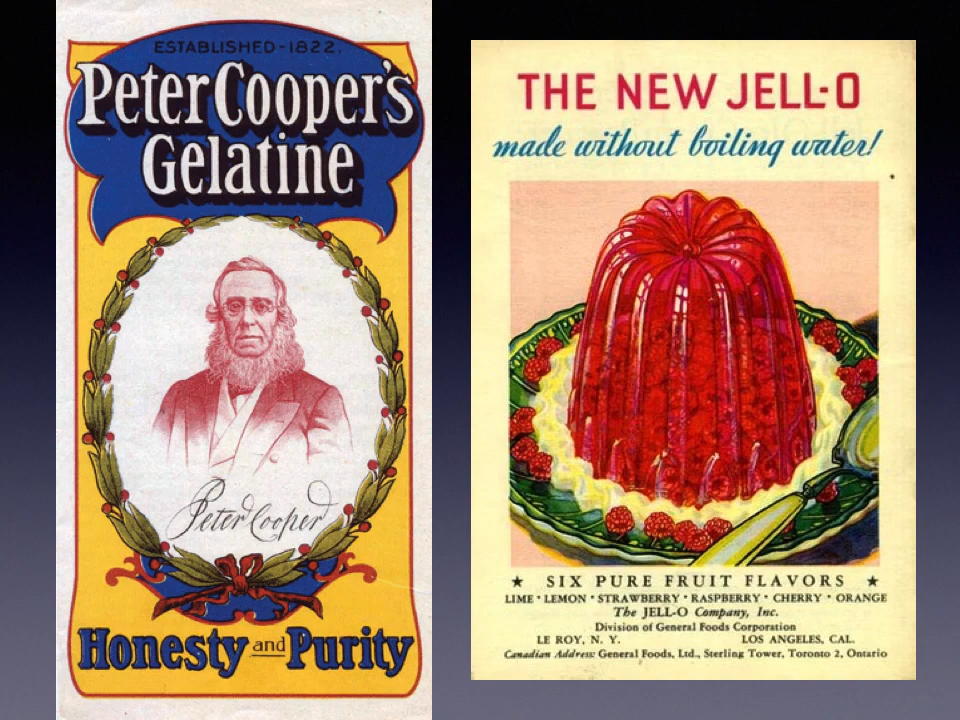 ESTABLISHED-1822.
Peter Cooper's
Gelatine
Peter Cooper
Honesty and Purity
THE NEW JELL-O
made without boiling water!
★ SIX PURE FRUIT FLAVORS ★
LIME • LEMON • STRAWBERRY • RASPBERRY • CHERRY • ORANGE
The JELL-O Company, Inc.
Division of General Foods Corporation
LE ROY, N. Y. LOS ANGELES, CAL.
Canadian Address: General Foods, Ltd., Sterling Tower, Toronto 2, Ontario